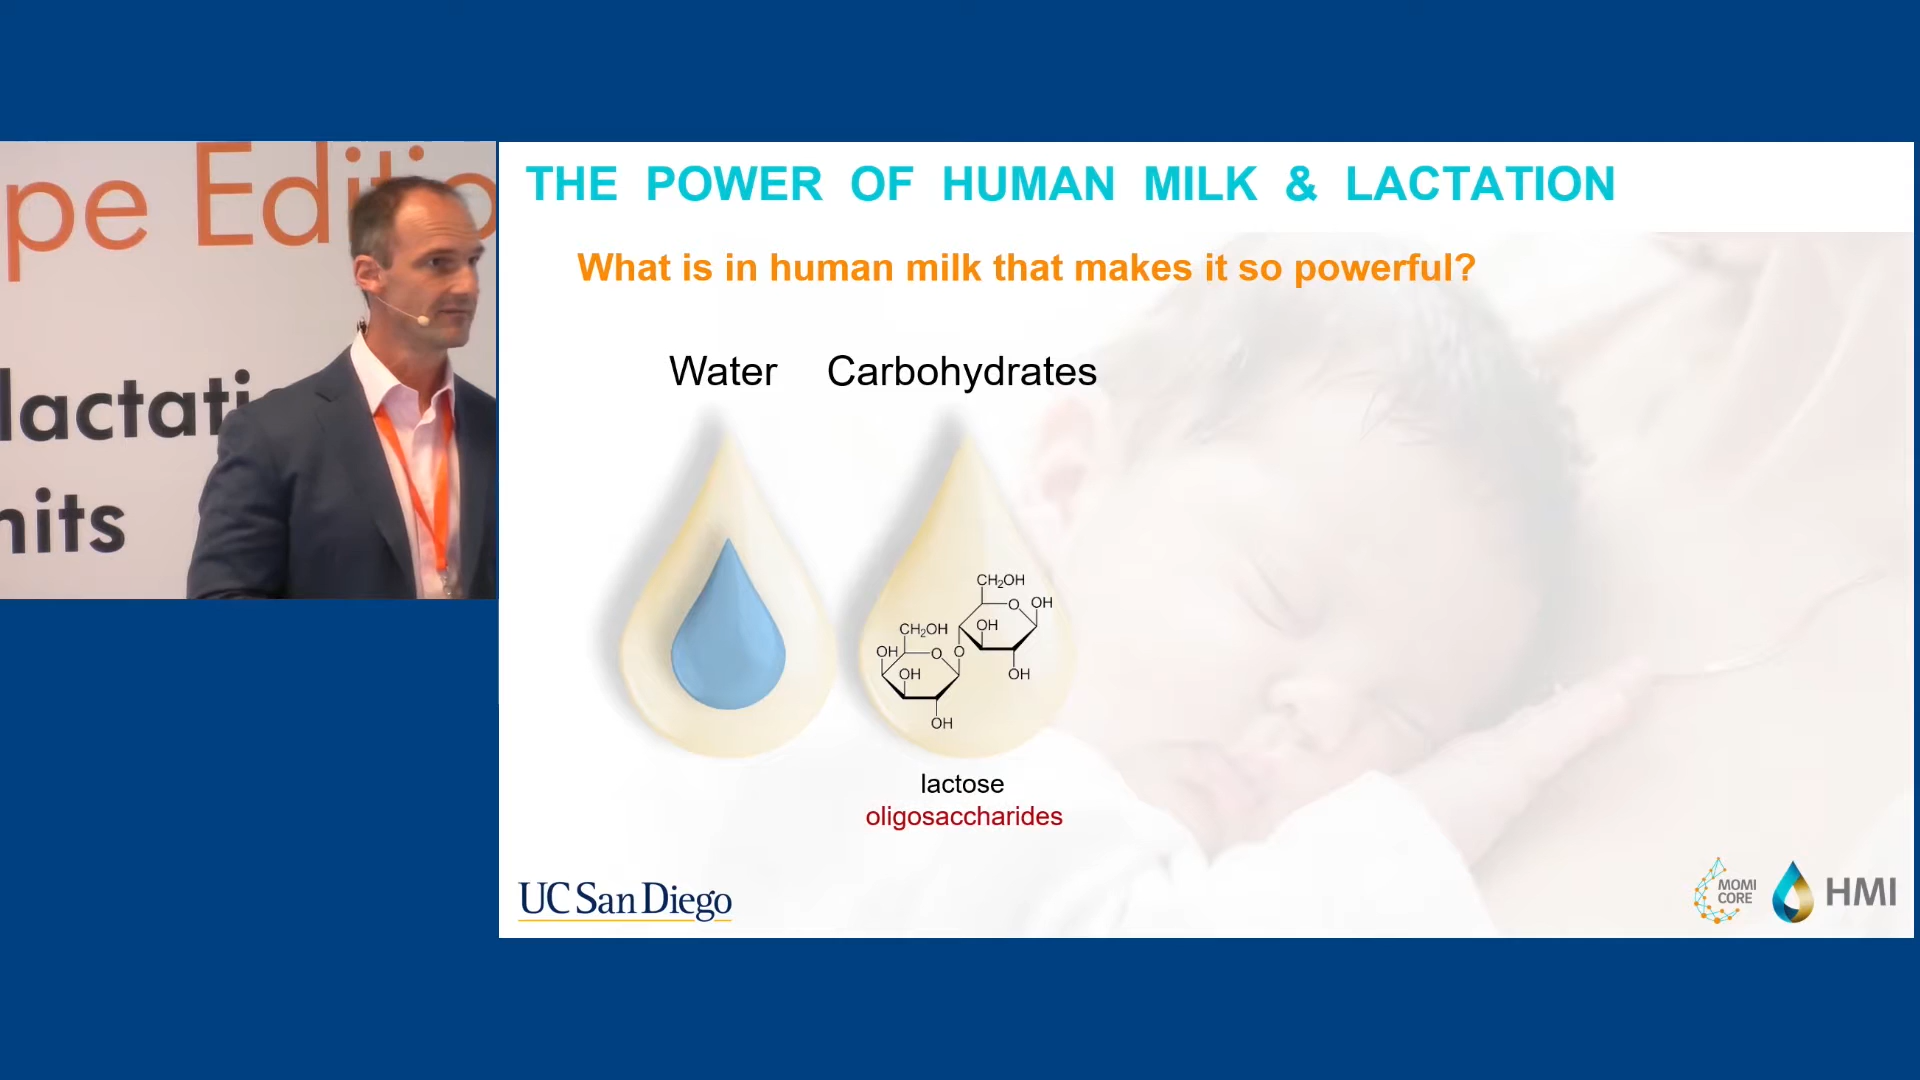 pe Editio
lactati
nits
THE POWER OF HUMAN MILK & LACTATION
What is in human milk that makes it so powerful?
Water Carbohydrates
CH₂OH
O OH
OH
CH₂OH
OH O O
OH OH
OH
lactose
oligosaccharides
UC San Diego
MOMI
CORE
HMI